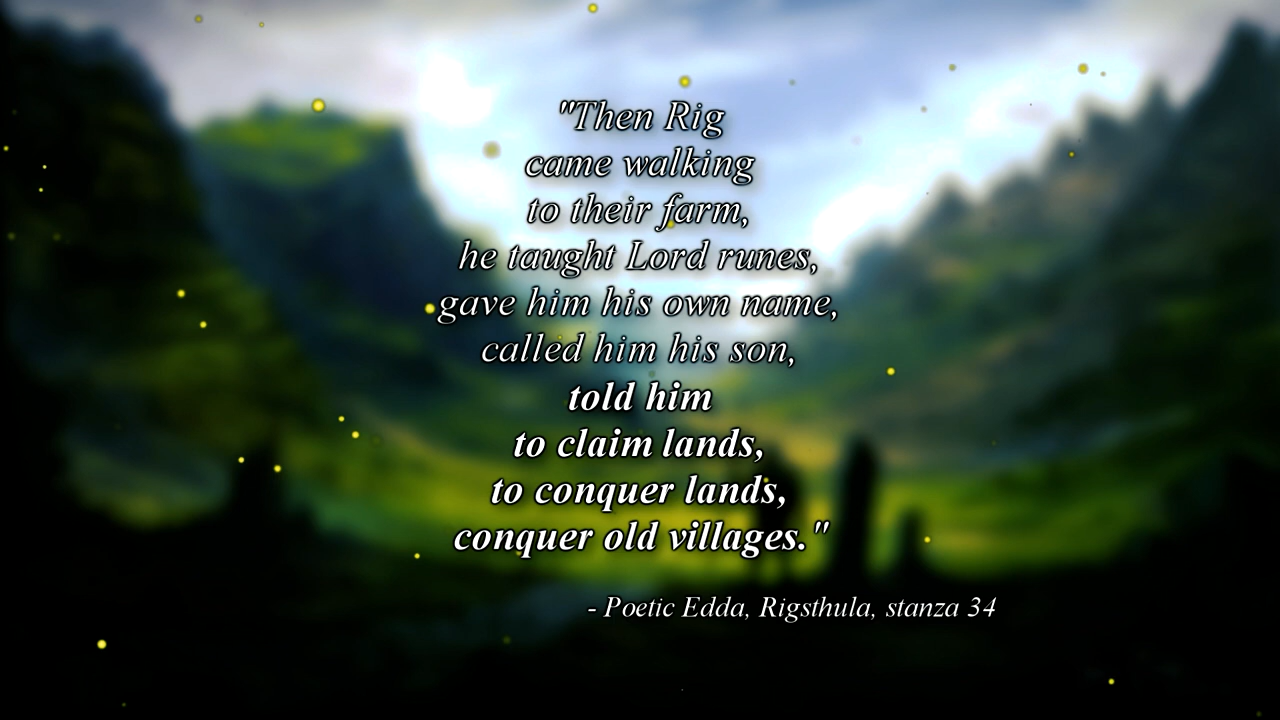 "Then Rig
came walking
to their farm,
he taught Lord runes,
gave him his own name,
called him his son,
told him
to claim lands,
to conquer lands,
conquer old villages."
- Poetic Edda, Rigsthula, stanza 34